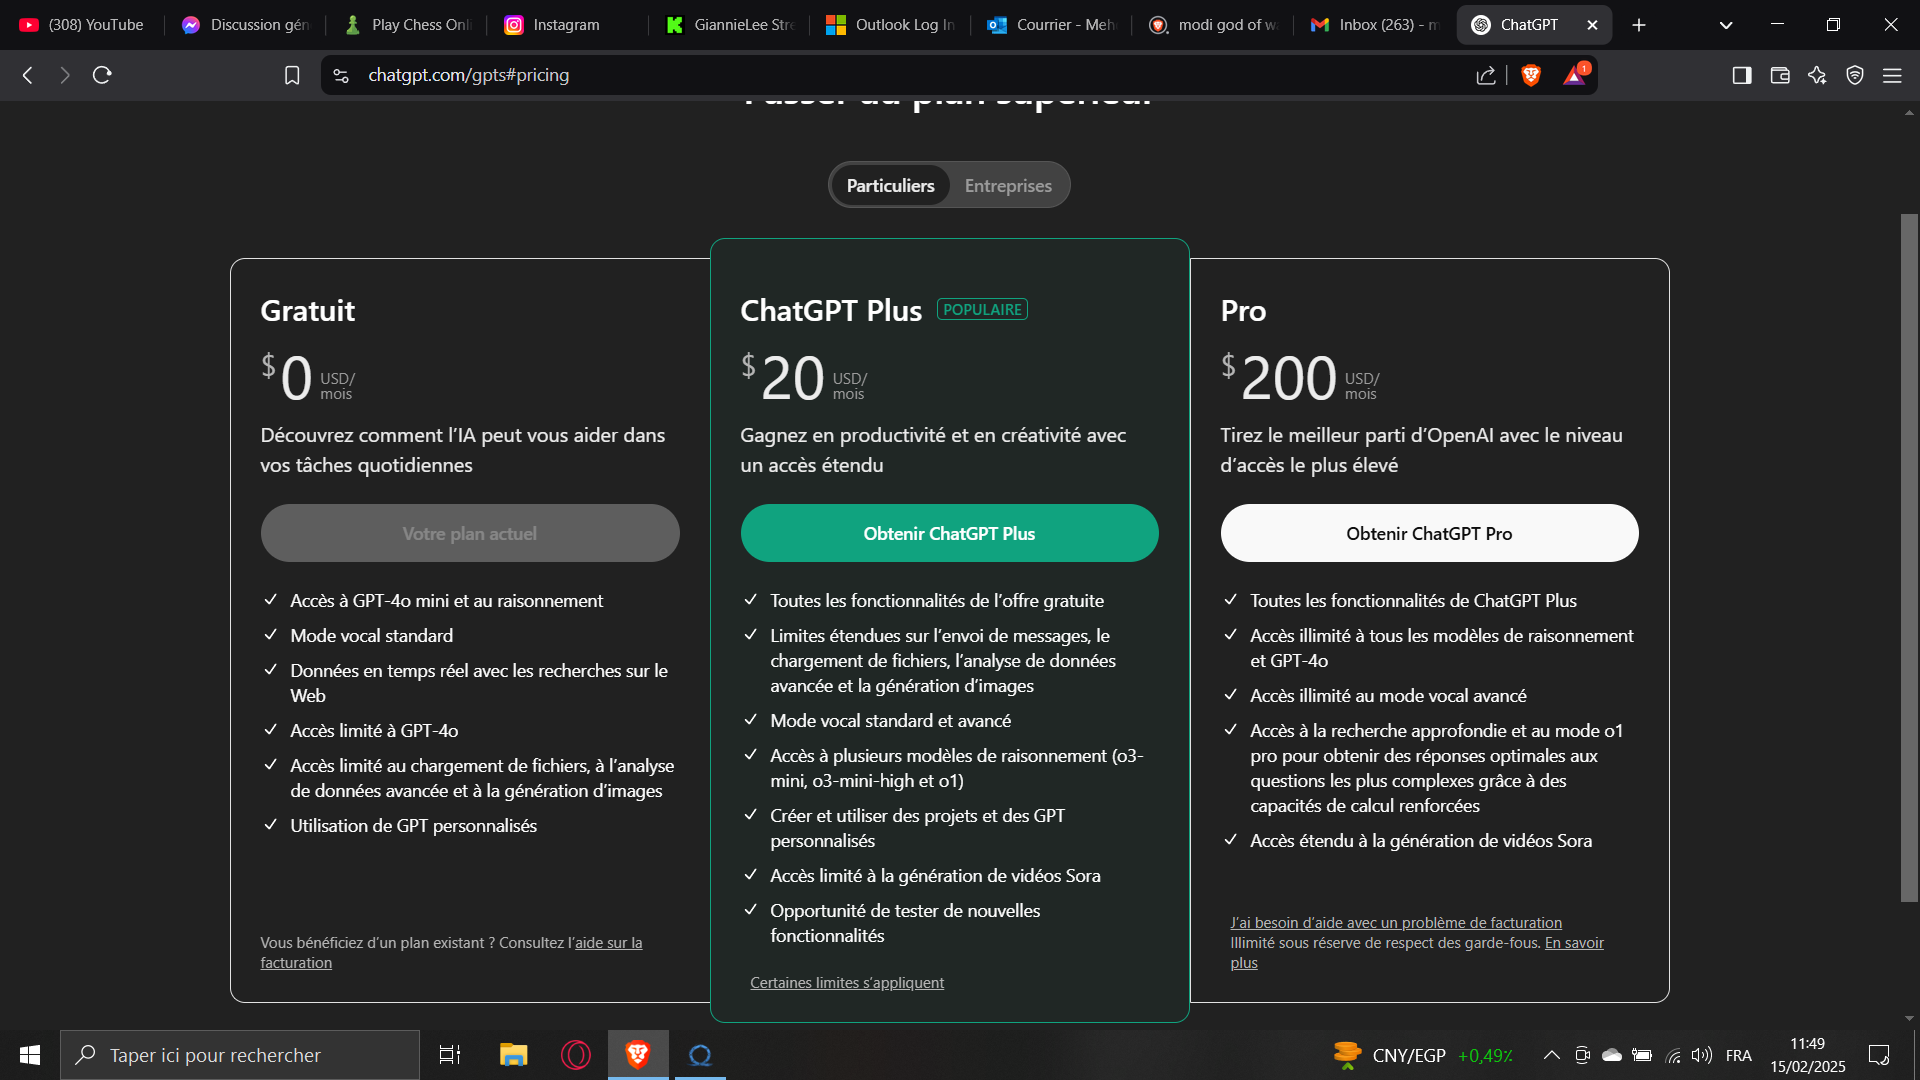 (308) YouTube
Discussion gén
Play Chess Onli
Instagram
GiannieLee Stre
Outlook Log In
Courrier - Meh
modi god of wa
Inbox (263) - m
ChatGPT
chatgpt.com/gpts#pricing
1
Passer au plan supérieur
Particuliers
Entreprises
Gratuit
$ 0 USD/
mois
Découvrez comment l’IA peut vous aider dans
vos tâches quotidiennes
Votre plan actuel
Accès à GPT-4o mini et au raisonnement
Mode vocal standard
Données en temps réel avec les recherches sur le
Web
Accès limité à GPT-4o
Accès limité au chargement de fichiers, à l’analyse
de données avancée et à la génération d’images
Utilisation de GPT personnalisés
Vous bénéficiez d’un plan existant ? Consultez l’aide sur la
facturation
ChatGPT Plus POPULAIRE
$ 20 USD/
mois
Gagnez en productivité et en créativité avec
un accès étendu
Obtenir ChatGPT Plus
Toutes les fonctionnalités de l’offre gratuite
Limites étendues sur l’envoi de messages, le
chargement de fichiers, l’analyse de données
avancée et la génération d’images
Mode vocal standard et avancé
Accès à plusieurs modèles de raisonnement (o3-
mini, o3-mini-high et o1)
Créer et utiliser des projets et des GPT
personnalisés
Accès limité à la génération de vidéos Sora
Opportunité de tester de nouvelles
fonctionnalités
Certaines limites s’appliquent
Pro
$ 200 USD/
mois
Tirez le meilleur parti d’OpenAI avec le niveau
d’accès le plus élevé
Obtenir ChatGPT Pro
Toutes les fonctionnalités de ChatGPT Plus
Accès illimité à tous les modèles de raisonnement
et GPT-4o
Accès illimité au mode vocal avancé
Accès à la recherche approfondie et au mode o1
pro pour obtenir des réponses optimales aux
questions les plus complexes grâce à des
capacités de calcul renforcées
Accès étendu à la génération de vidéos Sora
J’ai besoin d’aide avec un problème de facturation
Illimité sous réserve de respect des garde-fous. En savoir
plus
Taper ici pour rechercher
CNY/EGP +0,49%
FRA
11:49
15/02/2025